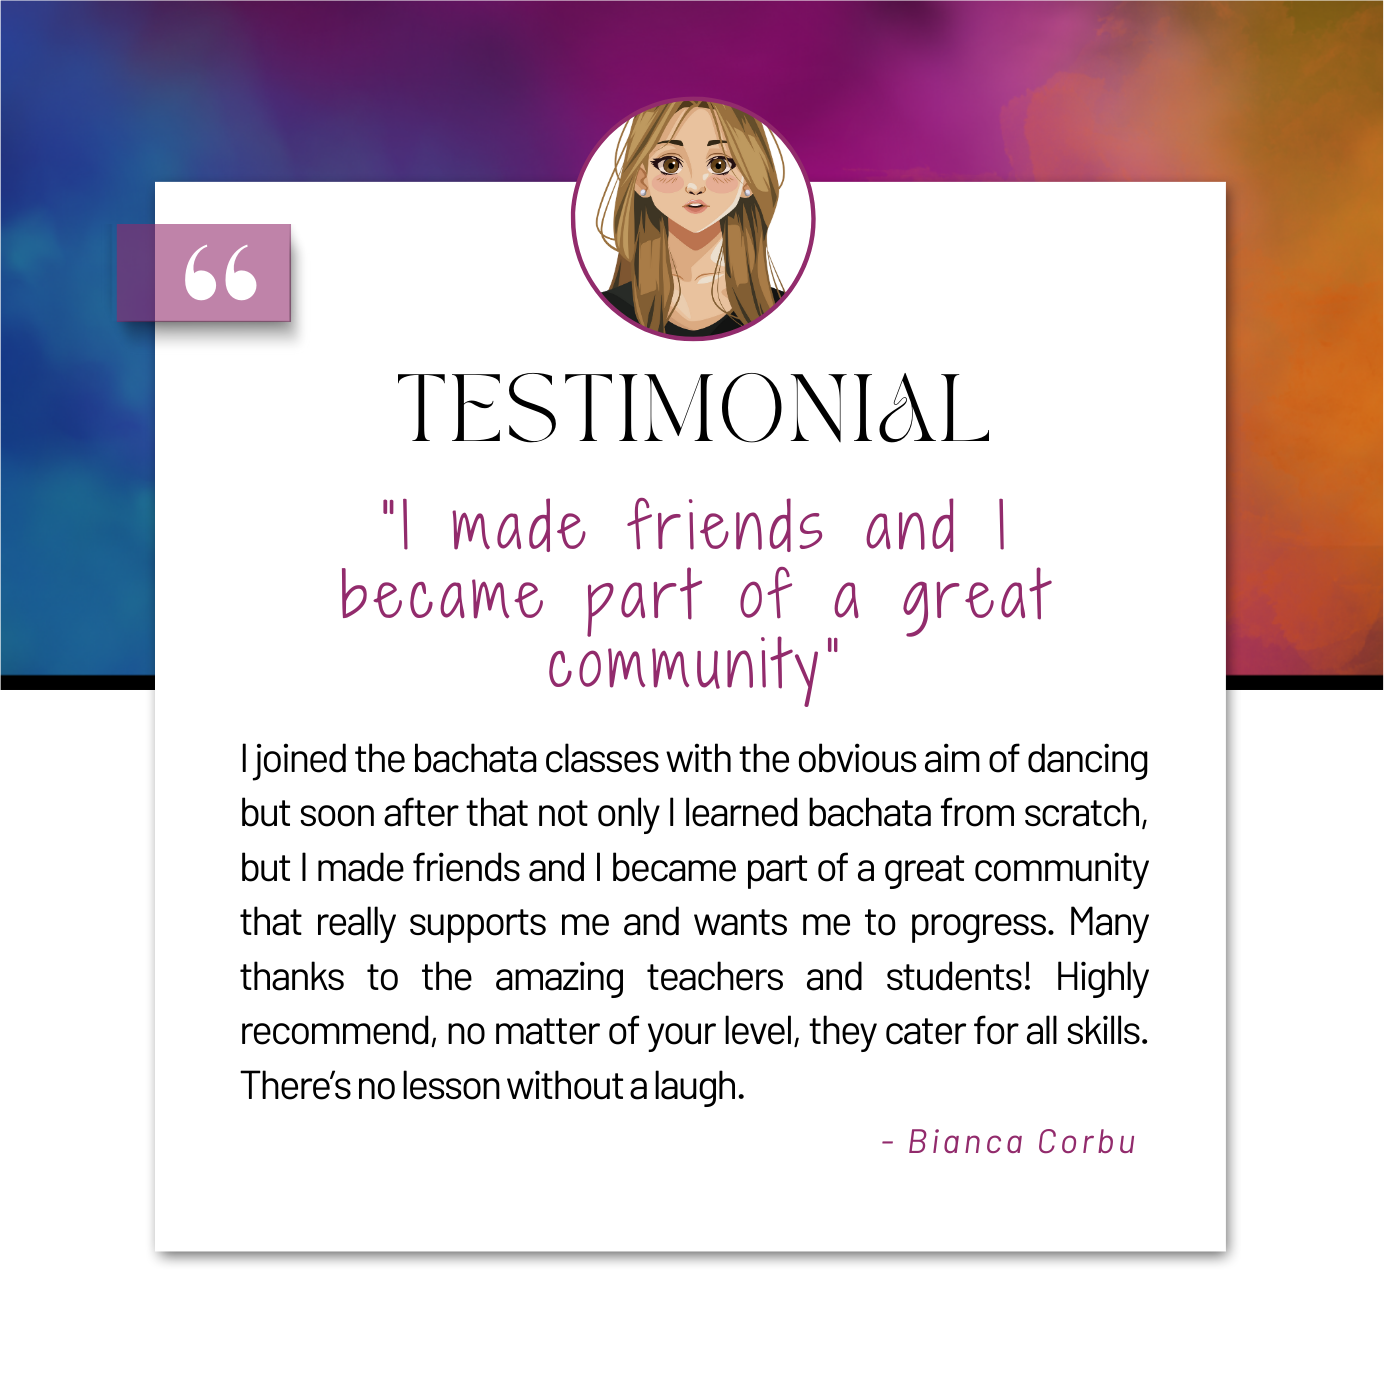 “
TESTIMONIAL
"I made friends and I
became part of a great
community"
I joined the bachata classes with the obvious aim of dancing
but soon after that not only I learned bachata from scratch,
but I made friends and I became part of a great community
that really supports me and wants me to progress. Many
thanks to the amazing teachers and students! Highly
recommend, no matter of your level, they cater for all skills.
There’s no lesson without a laugh.
- Bianca Corbu